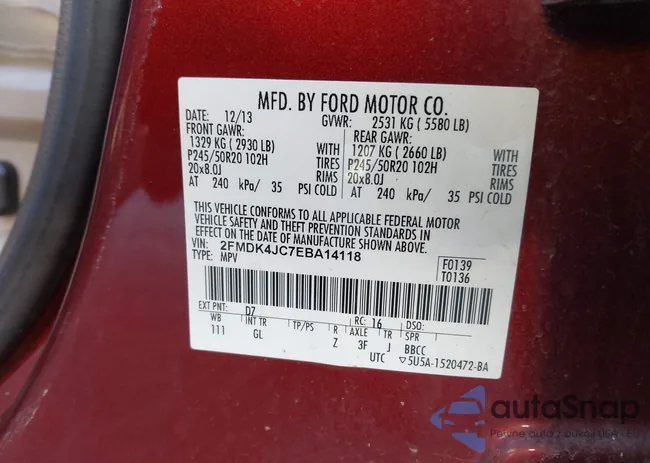 MFD. BY FORD MOTOR CO.
DATE: 12/13 GVWR: 2531 KG ( 5580 LB)
FRONT GAWR: REAR GAWR:
1329 KG ( 2930 LB) WITH 1207 KG ( 2660 LB) WITH
P245/50R20 102H TIRES P245/50R20 102H TIRES
20x8.0J RIMS 20x8.0J RIMS
AT 240 kPa/ 35 PSI COLD AT 240 kPa/ 35 PSI COLD
THIS VEHICLE CONFORMS TO ALL APPLICABLE FEDERAL MOTOR
VEHICLE SAFETY AND THEFT PREVENTION STANDARDS IN
EFFECT ON THE DATE OF MANUFACTURE SHOWN ABOVE.
VIN: 2FMDK4JC7EBA14118 F0139
TYPE: MPV T0136
EXT PNT: D7 RC: 16 DSO:
WB INT TR TP/PS R AXLE TR SPR
111 GL Z 3F J BBCC
UTC ▽5U5A-1520472-BA
autoSnap
Pewne auto z aukcji USA